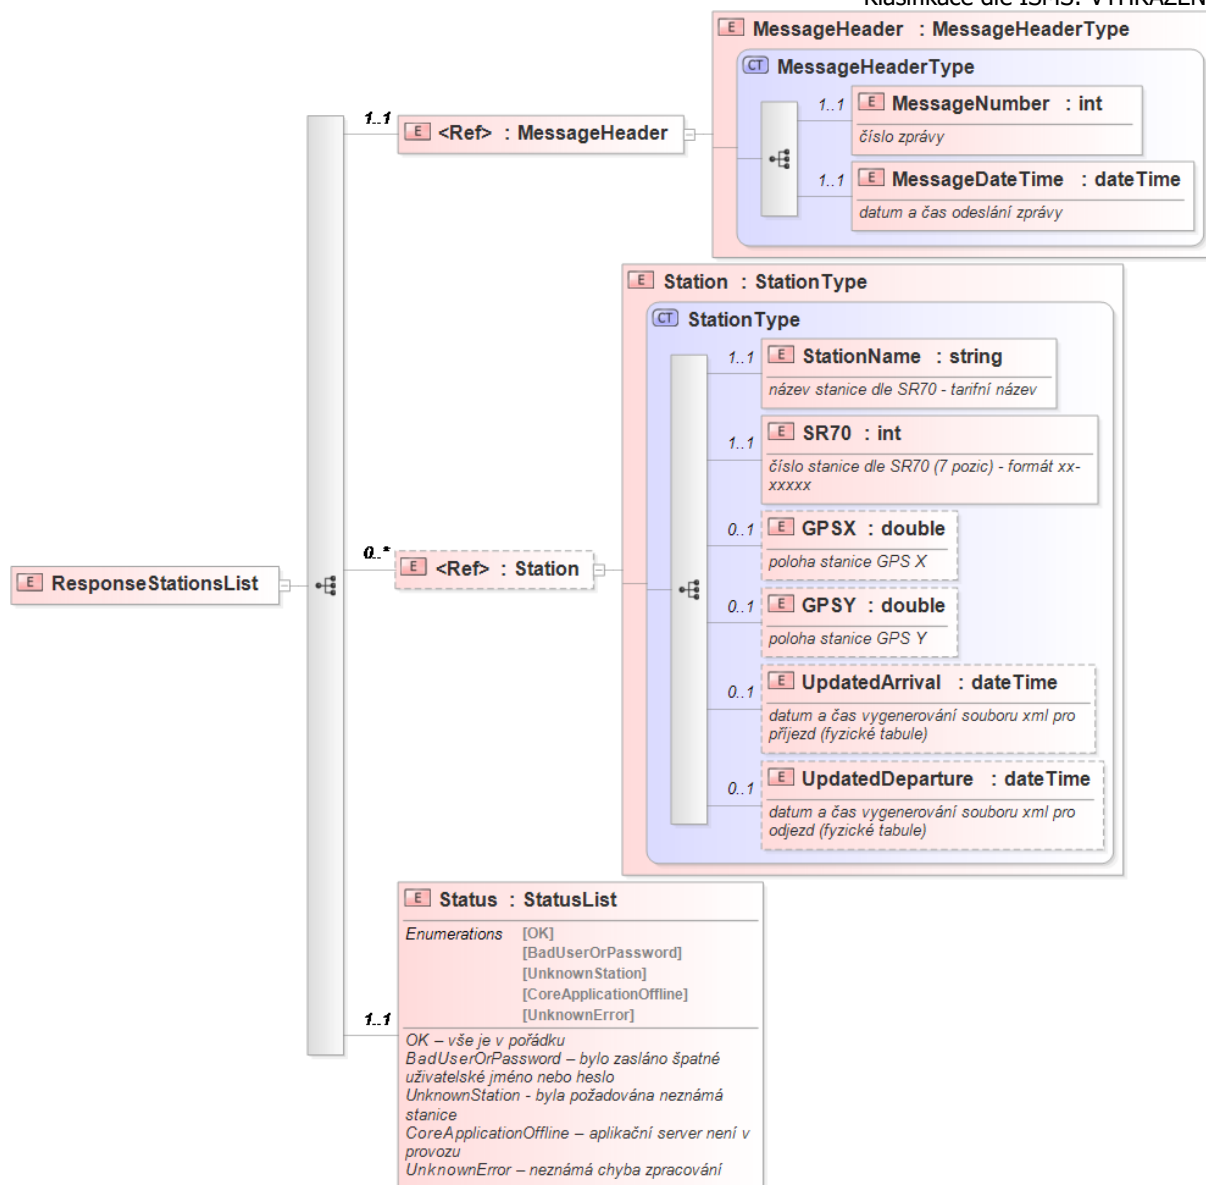 Klasifikace dle ISMS: VYHRAZENÉ
E MessageHeader : MessageHeaderType
CT MessageHeaderType
1..1 E MessageNumber : int
číslo zprávy
1..1 E <Ref> : MessageHeader
1..1 E MessageDateTime : dateTime
datum a čas odeslání zprávy
E Station : StationType
CT StationType
1..1 E StationName : string
název stanice dle SR70 - tarifní název
1..1 E SR70 : int
číslo stanice dle SR70 (7 pozic) - formát xx-
xxxxx
0..1 E GPSX : double
poloha stanice GPS X
0..* E <Ref> : Station
E ResponseStationsList
0..1 E GPSY : double
poloha stanice GPS Y
0..1 E UpdatedArrival : dateTime
datum a čas vygenerování souboru xml pro
příjezd (fyzické tabule)
0..1 E UpdatedDeparture : dateTime
datum a čas vygenerování souboru xml pro
odjezd (fyzické tabule)
1..1 E Status : StatusList
Enumerations [OK]
[BadUserOrPassword]
[UnknownStation]
[CoreApplicationOffline]
[UnknownError]
OK – vše je v pořádku
BadUserOrPassword – bylo zasláno špatné
uživatelské jméno nebo heslo
UnknownStation - byla požadována neznámá
stanice
CoreApplicationOffline – aplikační server není v
provozu
UnknownError – neznámá chyba zpracování